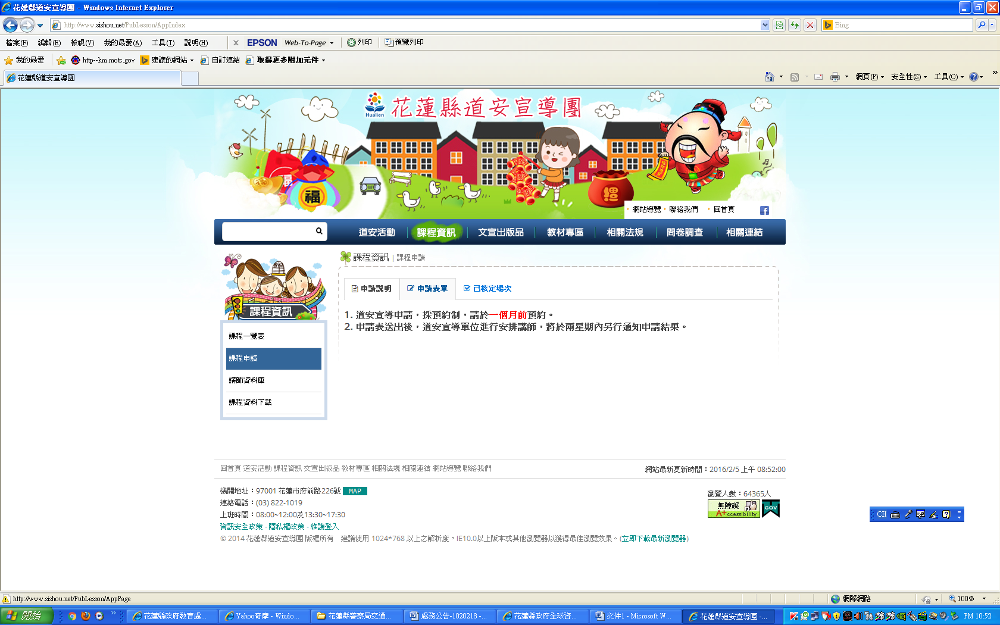 花蓮縣道安宣導團 - Windows Internet Explorer
http://www.sishou.net/PubLesson/AppIndex
Bing
檔案(F) 編輯(E) 檢視(V) 我的最愛(A) 工具(T) 說明(H)
x EPSON Web-To-Page 列印 預覽列印
我的最愛 http--km.motc.gov 建議的網站 自訂連結 取得更多附加元件
花蓮縣道安宣導團
網頁(P) 安全性(S) 工具(O)
Hualien 花蓮縣道安宣導團
福
網站導覽 聯絡我們 回首頁
道安活動 課程資訊 文宣出版品 教材專區 相關法規 問卷調查 相關連結
課程資訊 | 課程申請
課程資訊
課程一覽表
課程申請
講師資料庫
課程資料下載
申請說明 申請表單 已核定場次
1. 道安宣導申請，採預約制，請於一個月前預約。
2. 申請表送出後，道安宣導單位進行安排講師，將於兩星期內另行通知申請結果。
回首頁 道安活動 課程資訊 文宣出版品 教材專區 相關法規 相關連結 網站導覽 聯絡我們
網站最新更新時間：2016/2/5 上午 08:52:00
機關地址：97001 花蓮市府前路226號 MAP
連絡電話：(03) 822-1019
上班時間：08:00~12:00及13:30~17:30
資訊安全政策 - 隱私權政策 - 維護登入
© 2014 花蓮縣道安宣導團 版權所有 建議使用 1024*768 以上之解析度，IE10.0以上版本或其他瀏覽器以獲得最佳瀏覽效果。(立即下載最新瀏覽器)
瀏覽人數：64365人
無障礙
A+ccessibility
GOV
CH
http://www.sishou.net/PubLesson/AppPage
網際網路
100%
開始
花蓮縣政府教育處...
Yahoo奇摩 - Windo...
花蓮縣警察局交通...
處務公告-1020218 -...
花蓮縣政府全球資...
文件1 - Microsoft W...
花蓮縣道安宣導團 -...
PM 10:52